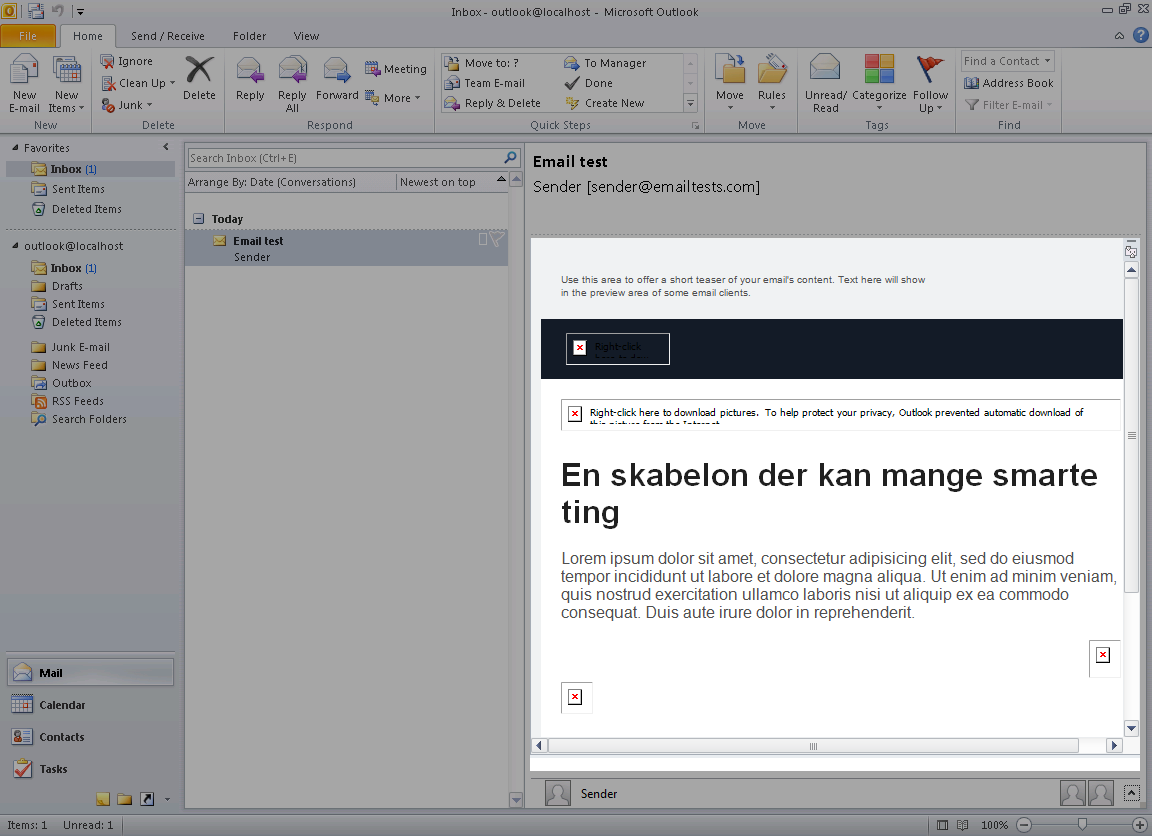 Inbox - outlook@localhost - Microsoft Outlook
File Home Send / Receive Folder View
New E-mail
New Items
New
Ignore
Clean Up
Junk
Delete
Delete
Reply
Reply All
Forward
Meeting
More
Respond
Move to: ?
Team E-mail
Reply & Delete
To Manager
Done
Create New
Quick Steps
Move
Rules
Move
Unread/ Read
Categorize
Follow Up
Tags
Find a Contact
Address Book
Filter E-mail
Find
Favorites
Inbox (1)
Sent Items
Deleted Items
outlook@localhost
Inbox (1)
Drafts
Sent Items
Deleted Items
Junk E-mail
News Feed
Outbox
RSS Feeds
Search Folders
Mail
Calendar
Contacts
Tasks
Search Inbox (Ctrl+E)
Arrange By: Date (Conversations) Newest on top
Today
Email test
Sender
Email test
Sender [sender@emailtests.com]
Use this area to offer a short teaser of your email's content. Text here will show
in the preview area of some email clients.
Right-click
Right-click here to download pictures. To help protect your privacy, Outlook prevented automatic download of
this picture from the Internet.
En skabelon der kan mange smarte
ting
Lorem ipsum dolor sit amet, consectetur adipisicing elit, sed do eiusmod
tempor incididunt ut labore et dolore magna aliqua. Ut enim ad minim veniam,
quis nostrud exercitation ullamco laboris nisi ut aliquip ex ea commodo
consequat. Duis aute irure dolor in reprehenderit.
Sender
Items: 1 Unread: 1
100%